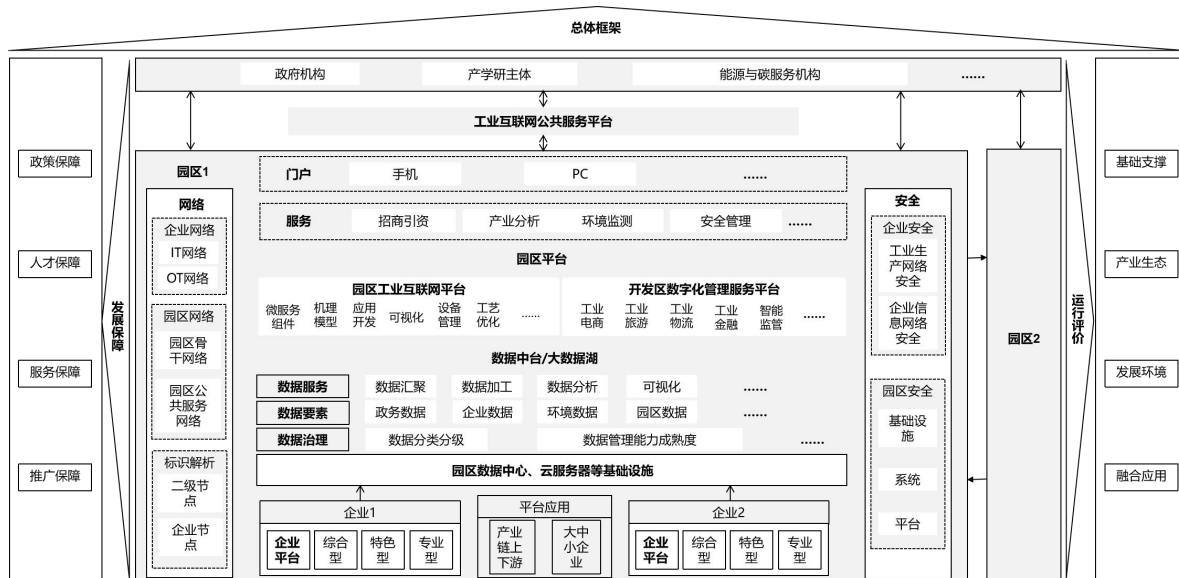 总体框架
政府机构 产学研主体 能源与碳服务机构 ......
工业互联网公共服务平台
政策保障
人才保障
服务保障
推广保障
发展保障
园区1
网络
企业网络
IT网络
OT网络
园区网络
园区骨
干网络
园区公
共服务
网络
标识解析
二级节
点
企业节
点
门户 手机 PC ......
服务 招商引资 产业分析 环境监测 安全管理 ......
园区平台
园区工业互联网平台
微服务
组件
机理
模型
应用
开发
可视化
设备
管理
工艺
优化
......
开发区数字化管理服务平台
工业
电商
工业
旅游
工业
物流
工业
金融
智能
监管
......
数据中台/大数据湖
数据服务 数据汇聚 数据加工 数据分析 可视化 ......
数据要素 政务数据 企业数据 环境数据 园区数据 ......
数据治理 数据分类分级 数据管理能力成熟度 ......
园区数据中心、云服务器等基础设施
企业1
企业
平台
综合
型
特色
型
专业
型
平台应用
产业
链上
下游
大中
小企
业
企业2
企业
平台
综合
型
特色
型
专业
型
安全
企业安全
工业生
产网络
安全
企业信
息网络
安全
园区安全
基础设
施
系统
平台
园区2
运行评价
基础支撑
产业生态
发展环境
融合应用